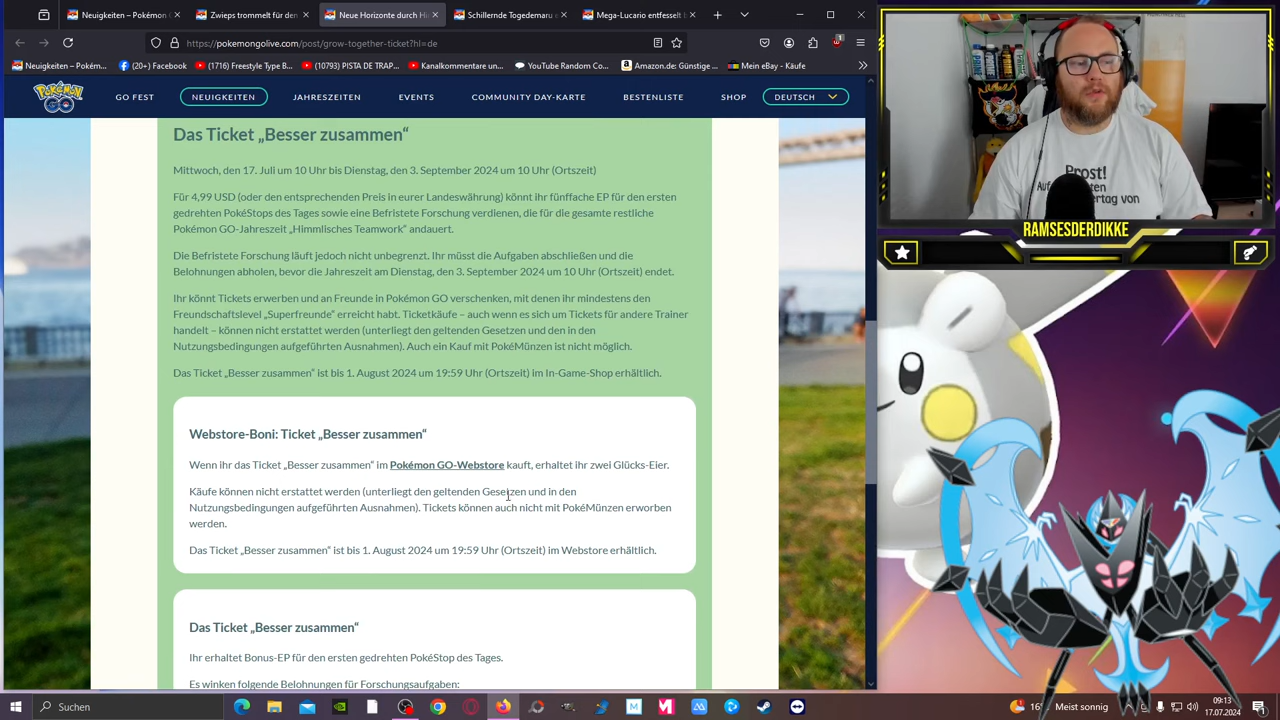 Neuigkeiten – Pokémon G
Neue Horizonte durch Hi
Schillernde Togedemaru
Mega-Lucario entfesselt
https://pokemongolive.com/post/grow-together-ticket?hl=de
Neuigkeiten – Pokém...
(20+) Facebook
(1716) Freestyle Type B...
(10793) PISTA DE TRAP...
Kanalkommentare un...
YouTube Random Co...
Amazon.de: Günstige ...
Mein eBay - Käufe
GO FEST
NEUIGKEITEN
JAHRESZEITEN
EVENTS
COMMUNITY DAY-KARTE
BESTENLISTE
SHOP
DEUTSCH
Das Ticket „Besser zusammen“
Mittwoch, den 17. Juli um 10 Uhr bis Dienstag, den 3. September 2024 um 10 Uhr (Ortszeit)
Für 4,99 USD (oder den entsprechenden Preis in eurer Landeswährung) könnt ihr fünffache EP für den ersten
gedrehten PokéStops des Tages sowie eine Befristete Forschung verdienen, die für die gesamte restliche
Pokémon GO-Jahreszeit „Himmlisches Teamwork“ andauert.
Die Befristete Forschung läuft jedoch nicht unbegrenzt. Ihr müsst die Aufgaben abschließen und die
Belohnungen abholen, bevor die Jahreszeit am Dienstag, den 3. September 2024 um 10 Uhr (Ortszeit) endet.
Ihr könnt Tickets erwerben und an Freunde in Pokémon GO verschenken, mit denen ihr mindestens den
Freundschaftslevel „Superfreunde“ erreicht habt. Ticketkäufe – auch wenn es sich um Tickets für andere Trainer
handelt – können nicht erstattet werden (unterliegt den geltenden Gesetzen und den in den
Nutzungsbedingungen aufgeführten Ausnahmen). Auch ein Kauf mit PokéMünzen ist nicht möglich.
Das Ticket „Besser zusammen“ ist bis 1. August 2024 um 19:59 Uhr (Ortszeit) im In-Game-Shop erhältlich.
Webstore-Boni: Ticket „Besser zusammen“
Wenn ihr das Ticket „Besser zusammen“ im Pokémon GO-Webstore kauft, erhaltet ihr zwei Glücks-Eier.
Käufe können nicht erstattet werden (unterliegt den geltenden Gesetzen und in den
Nutzungsbedingungen aufgeführten Ausnahmen). Tickets können auch nicht mit PokéMünzen erworben
werden.
Das Ticket „Besser zusammen“ ist bis 1. August 2024 um 19:59 Uhr (Ortszeit) im Webstore erhältlich.
Das Ticket „Besser zusammen“
Ihr erhaltet Bonus-EP für den ersten gedrehten PokéStop des Tages.
Es winken folgende Belohnungen für Forschungsaufgaben:
Prost!
RAMSESDERDIKKE
Suchen
16°C Meist sonnig
09:13
17.07.2024